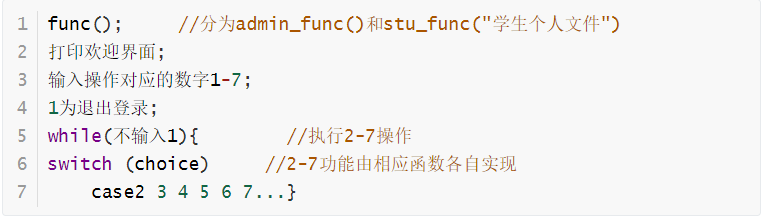 1 func();     //分为admin_func()和stu_func("学生个人文件")
2 打印欢迎界面;
3 输入操作对应的数字1-7;
4 1为退出登录;
5 while(不输入1){        //执行2-7操作
6 switch (choice)     //2-7功能由相应函数各自实现
7     case2 3 4 5 6 7...}